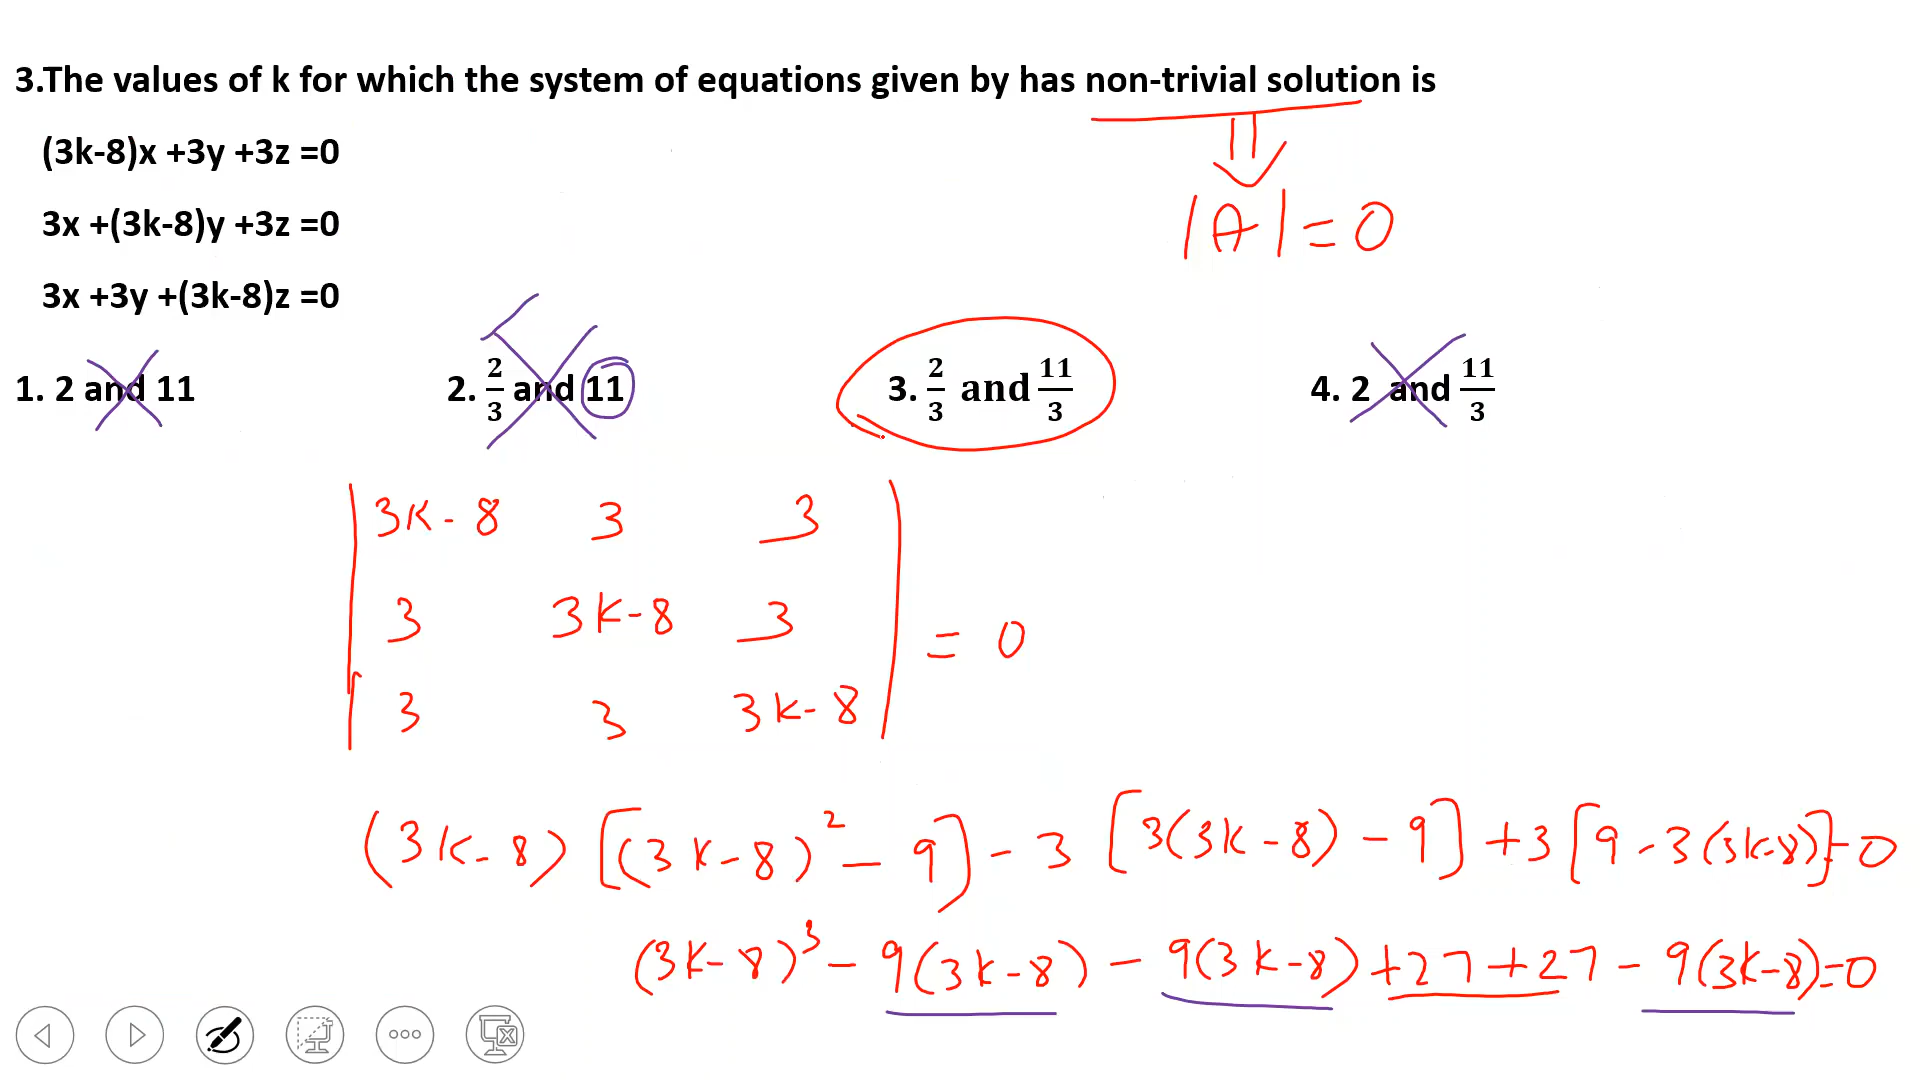 3.The values of k for which the system of equations given by has non-trivial solution is
(3k-8)x +3y +3z =0
3x +(3k-8)y +3z =0
|A| = 0
3x +3y +(3k-8)z =0
1. 2 and 11 2. 2/3 and 11 3. 2/3 and 11/3 4. 2 and 11/3
3k-8 3 3
3 3k-8 3
= 0
3 3 3k-8
(3k-8) [(3k-8)² - 9] - 3 [3(3k-8) - 9] + 3 [9 - 3(3k-8)] = 0
(3k-8)³ - 9(3k-8) - 9(3k-8) + 27 + 27 - 9(3k-8) = 0